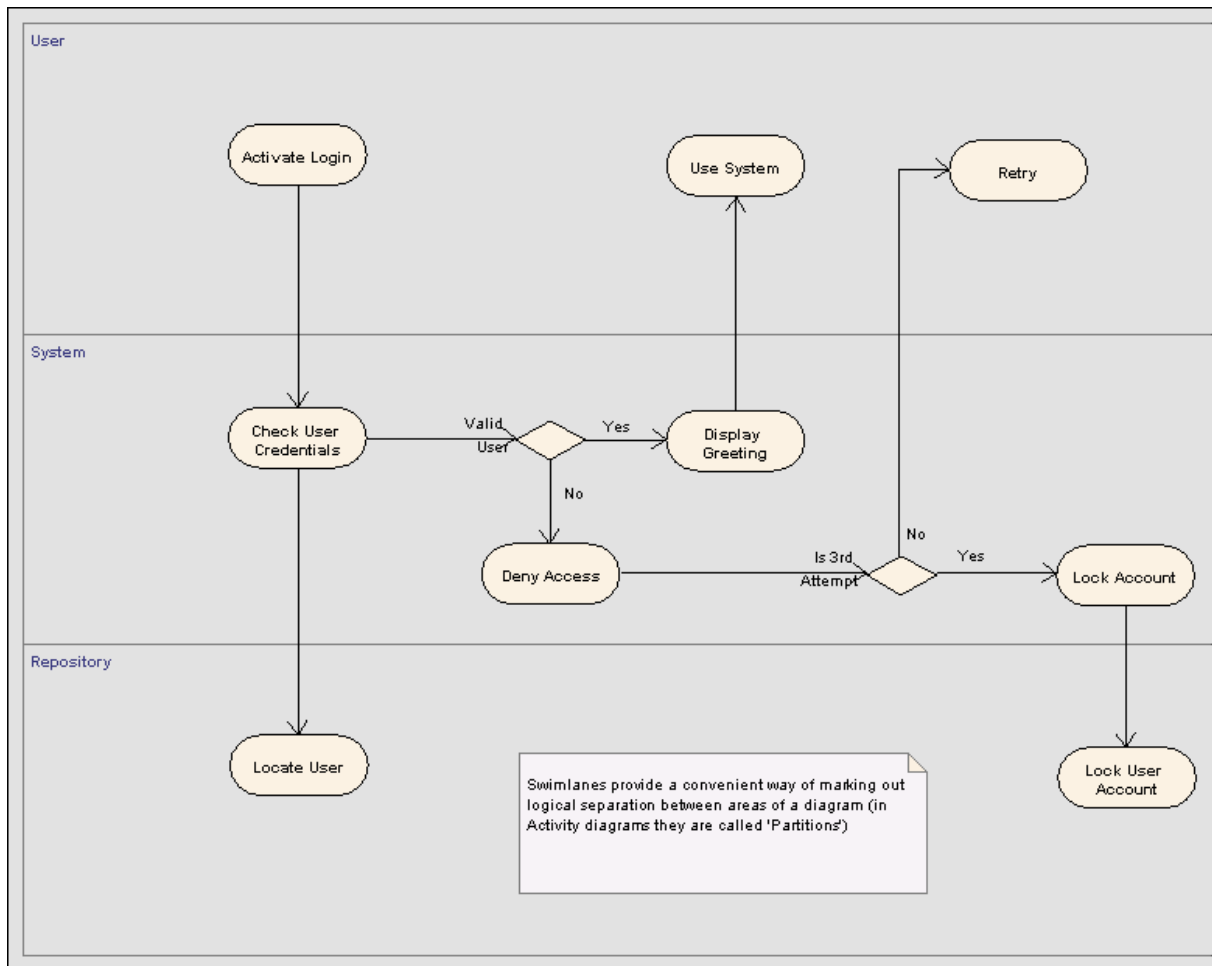 User
Activate Login
Use System
Retry
System
Check User
Credentials
Valid
User
Yes
Display
Greeting
No
Deny Access
Is 3rd
Attempt
No
Yes
Lock Account
Repository
Locate User
Swimlanes provide a convenient way of marking out
logical separation between areas of a diagram (in
Activity diagrams they are called 'Partitions')
Lock User
Account